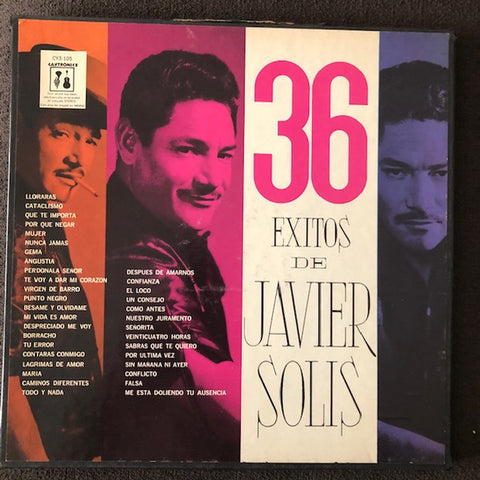 CYS 105
CAYTRONICS
36
EXITOS
DE
JAVIER
SOLIS
LLORARAS
CATACLISMO
QUE TE IMPORTA
POR QUE NEGAR
MUJER
NUNCA JAMAS
GEMA
ANGUSTIA
PERDONALA SEÑOR
TE VOY A DAR MI CORAZON
VIRGEN DE BARRO
PUNTO NEGRO
BESAME Y OLVIDAME
MI VIDA ES AMOR
DESPRECIADO ME VOY
BORRACHO
TU ERROR
CONTARAS CONMIGO
LAGRIMAS DE AMOR
MARIA
CAMINOS DIFERENTES
TODO Y NADA
DESPUES DE AMARNOS
CONFIANZA
EL LOCO
UN CONSEJO
COMO ANTES
NUESTRO JURAMENTO
SEÑORITA
VEINTICUATRO HORAS
SABRAS QUE TE QUIERO
POR ULTIMA VEZ
SIN MAÑANA NI AYER
CONFLICTO
FALSA
ME ESTA DOLIENDO TU AUSENCIA